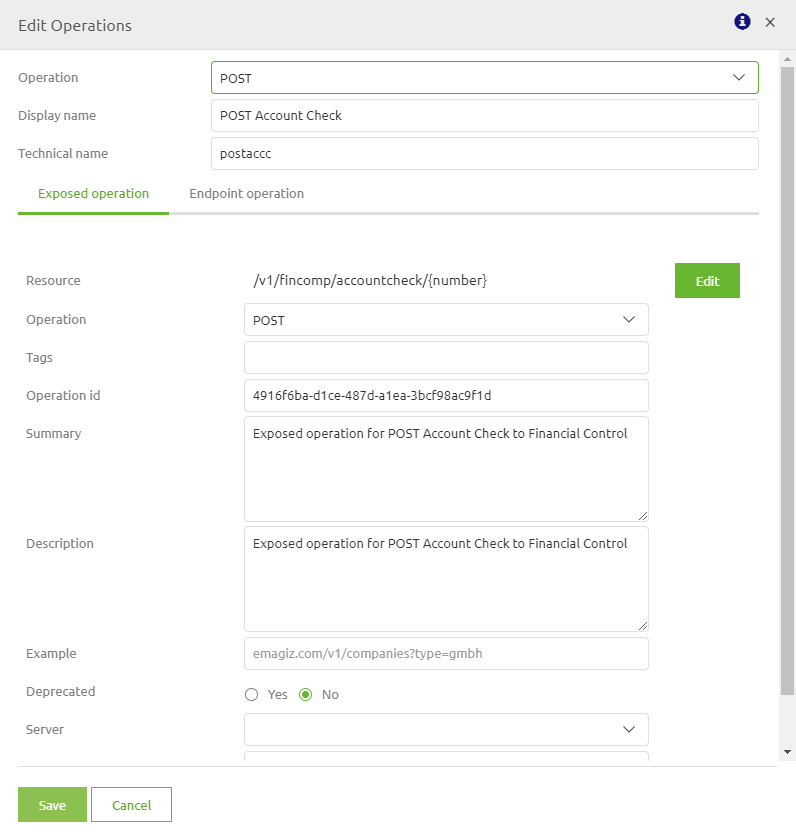 Edit Operations
Operation POST
Display name POST Account Check
Technical name postaccc
Exposed operation Endpoint operation
Resource /v1/fincomp/accountcheck/{number} Edit
Operation POST
Tags
Operation id 4916f6ba-d1ce-487d-a1ea-3bcf98ac9f1d
Summary Exposed operation for POST Account Check to Financial Control
Description Exposed operation for POST Account Check to Financial Control
Example emagiz.com/v1/companies?type=gmbh
Deprecated Yes No
Server
Save Cancel